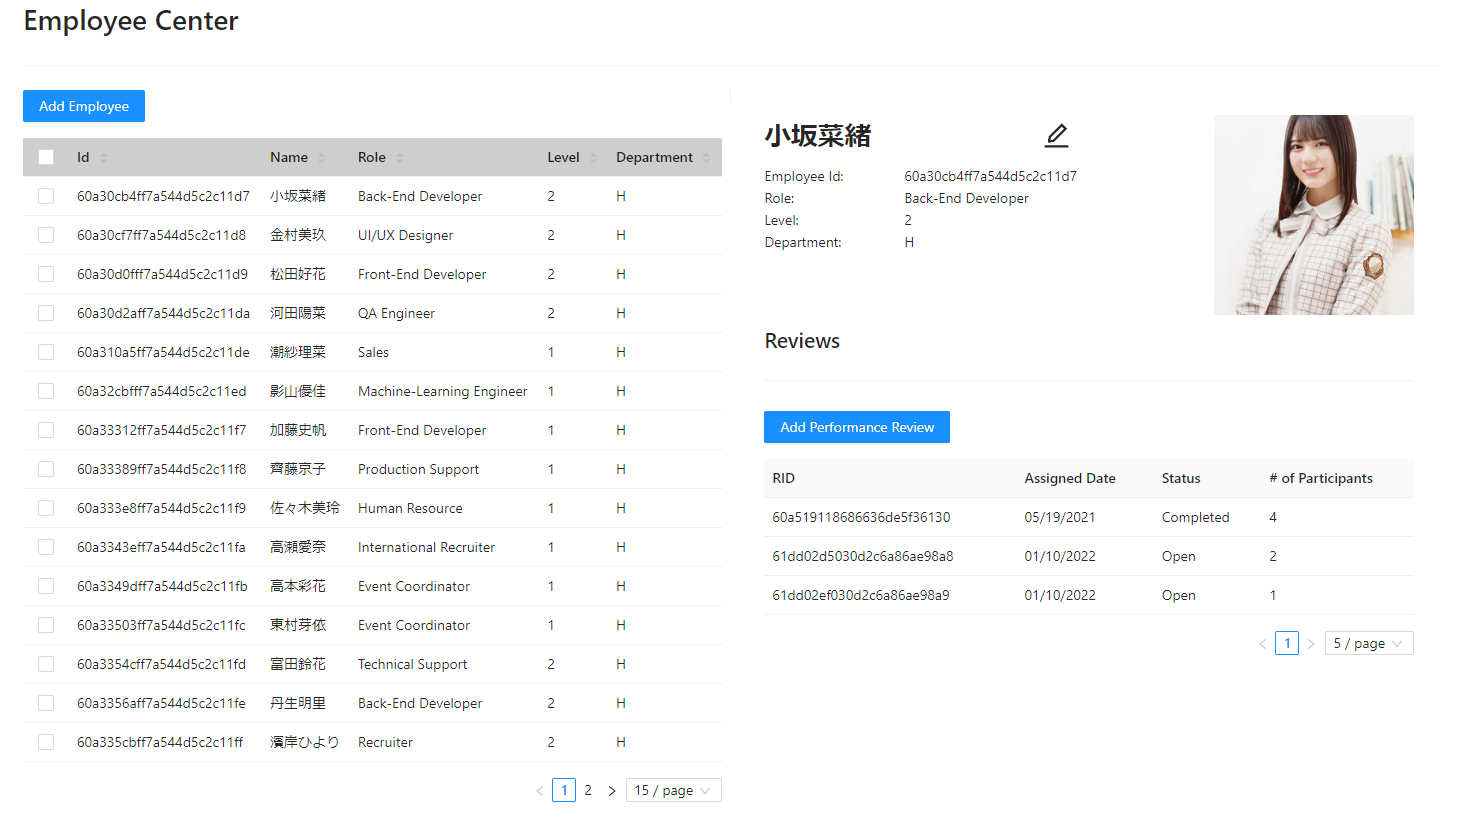 Employee Center
Add Employee
Id Name Role Level Department
60a30cb4ff7a544d5c2c11d7 小坂菜緒 Back-End Developer 2 H
60a30cf7ff7a544d5c2c11d8 金村美玖 UI/UX Designer 2 H
60a30d0fff7a544d5c2c11d9 松田好花 Front-End Developer 2 H
60a30d2aff7a544d5c2c11da 河田陽菜 QA Engineer 2 H
60a310a5ff7a544d5c2c11de 潮紗理菜 Sales 1 H
60a32cbfff7a544d5c2c11ed 影山優佳 Machine-Learning Engineer 1 H
60a33312ff7a544d5c2c11f7 加藤史帆 Front-End Developer 1 H
60a33389ff7a544d5c2c11f8 齊藤京子 Production Support 1 H
60a333e8ff7a544d5c2c11f9 佐々木美玲 Human Resource 1 H
60a3343eff7a544d5c2c11fa 高瀬愛奈 International Recruiter 1 H
60a3349dff7a544d5c2c11fb 高本彩花 Event Coordinator 1 H
60a33503ff7a544d5c2c11fc 東村芽依 Event Coordinator 1 H
60a3354cff7a544d5c2c11fd 富田鈴花 Technical Support 2 H
60a3356aff7a544d5c2c11fe 丹生明里 Back-End Developer 2 H
60a335cbff7a544d5c2c11ff 濱岸ひより Recruiter 2 H
< 1 2 > 15 / page
小坂菜緒
Employee Id: 60a30cb4ff7a544d5c2c11d7
Role: Back-End Developer
Level: 2
Department: H
Reviews
Add Performance Review
RID Assigned Date Status # of Participants
60a519118686636de5f36130 05/19/2021 Completed 4
61dd02d5030d2c6a86ae98a8 01/10/2022 Open 2
61dd02ef030d2c6a86ae98a9 01/10/2022 Open 1
< 1 > 5 / page